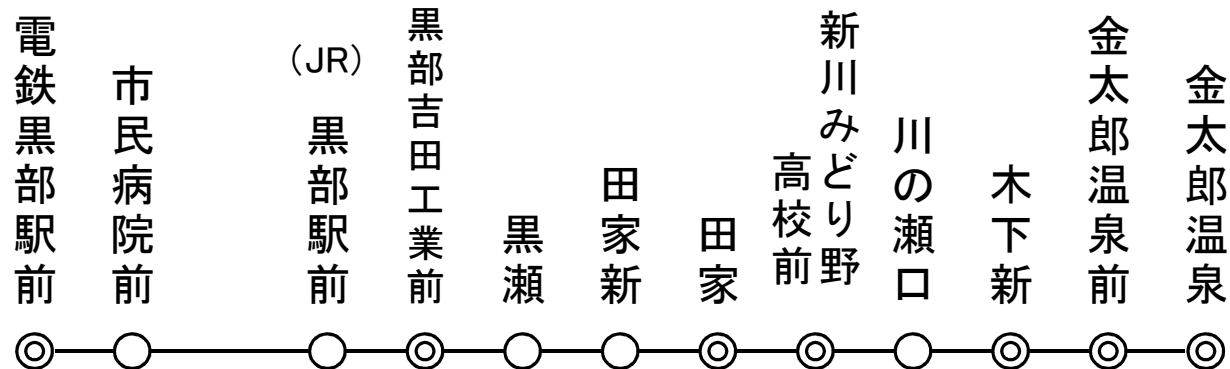 電鉄黒部駅前
市民病院前
（JR）
黒部駅前
黒部吉田工業前
黒瀬
田家新
田家
新川みどり野
高校前
川の瀬口
木下新
金太郎温泉前
金太郎温泉